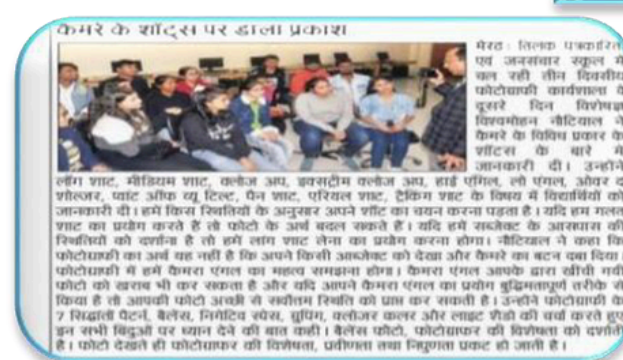 कैमरे के शॉट्स पर डाला प्रकाश
मेरठः तिलक पत्रकारिता
एवं जनसंचार स्कूल में
चल रही तीन दिवसीय
फोटोग्राफी कार्यशाला के
दूसरे दिन विशेषज्ञ
विश्वमोहन नौटियाल ने
कैमरे के विविध प्रकार के
शॉटस के बारे में
जानकारी दी। उन्होंने
लॉंग शाट, मीडियम शाट, क्लोज अप, इक्सट्रीम क्लोज अप, हाई एंगिल, लो एंगल, ओवर द
शोल्जर, प्वांट ऑफ व्यू टिल्ट, पैन शाट, एरियल शाट, ट्रैकिंग शाट के विषय में विद्यार्थियों को
जानकारी दी। हमें किस स्थितियों के अनुसार अपने शॉट का चयन करना पड़ता है। यदि हम गलत
शाट का प्रयोग करते हैं तो फोटो के अर्थ बदल सकते हैं। यदि हमें सब्जेक्ट के आसपास की
स्थितियों को दर्शाना है तो हमें लांग शाट लेना का प्रयोग करना होगा। नौटियाल ने कहा कि
फोटोग्राफी का अर्थ यह नहीं है कि अपने किसी आब्जेक्ट को देखा और कैमरे का बटन दबा दिया।
फोटोग्राफी में हमें कैमरा एंगल का महत्व समझना होगा। कैमरा एंगल आपके द्वारा खींची गयी
फोटो को खराब भी कर सकता है और यदि आपने कैमरा एंगल का प्रयोग बुद्धिमतापूर्ण तरीके से
किया है तो आपकी फोटो अच्छी से सर्वोत्तम स्थिति को प्राप्त कर सकती है। उन्होंने फोटोग्राफी के
7 सिद्धांतों पैटर्न, बैलेंस, निगेटिव स्पेस, ग्रुपिंग, क्लोजर कलर और लाइट शैडो की चर्चा करते हुए
इन सभी बिंदुओं पर ध्यान देने की बात कही। बैलेंस फोटो, फोटोग्राफर की विशेषता को दर्शाती
है। फोटो देखते ही फोटोग्राफर की विशेषता, प्रवीणता तथा निपुणता प्रकट हो जाती है।